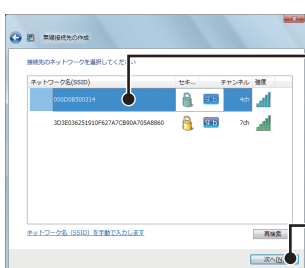 無線接続先の作成
接続先のネットワークを選択してください
ネットワーク名(SSID) セキ... チャンネル 強度
000D0B500314 4ch
3D3E036251910F627A7CB90A705A8860 7ch
ネットワーク名（SSID）を手動で入力します 再検索
次へ(N)